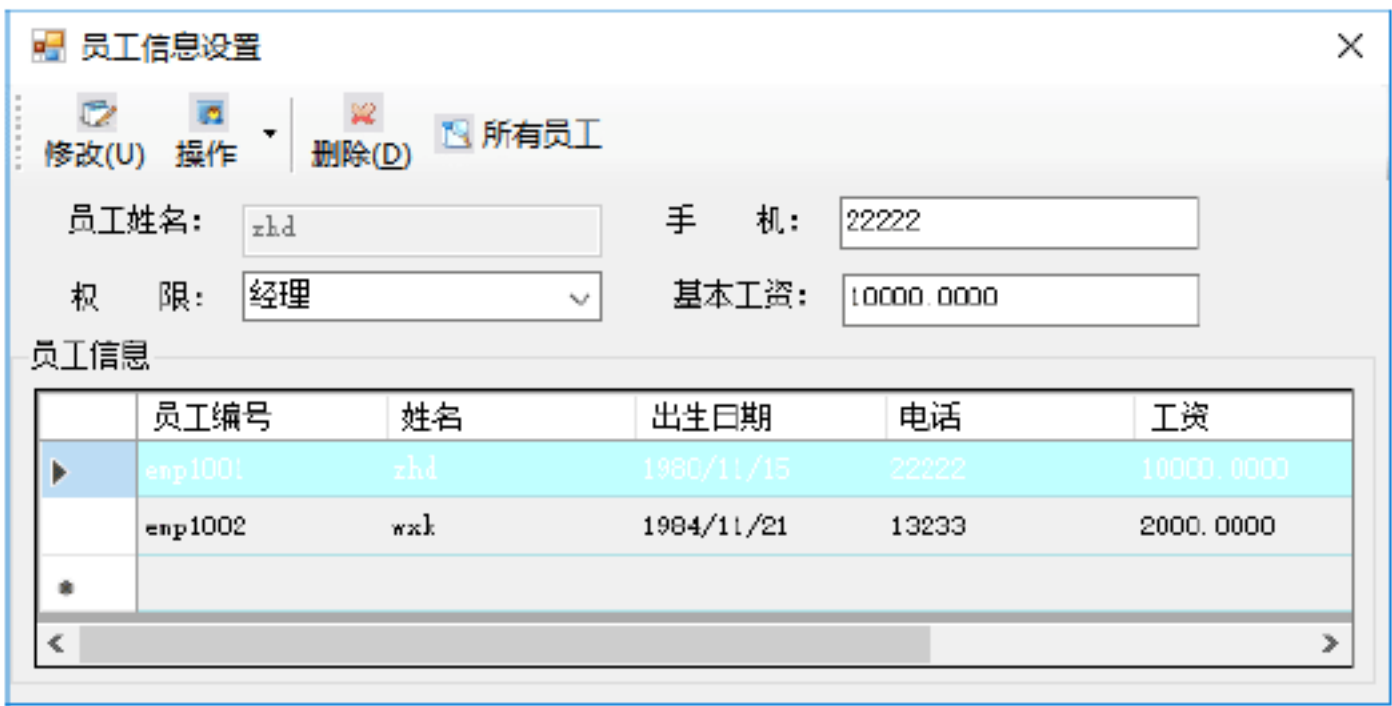 员工信息设置
修改(U) 操作 删除(D) 所有员工
员工姓名： zhd 手 机： 22222
权 限： 经理 基本工资： 10000.0000
员工信息
员工编号 姓名 出生日期 电话 工资
emp1001 zhd 1980/11/15 22222 10000.0000
emp1002 wxk 1984/11/21 13233 2000.0000